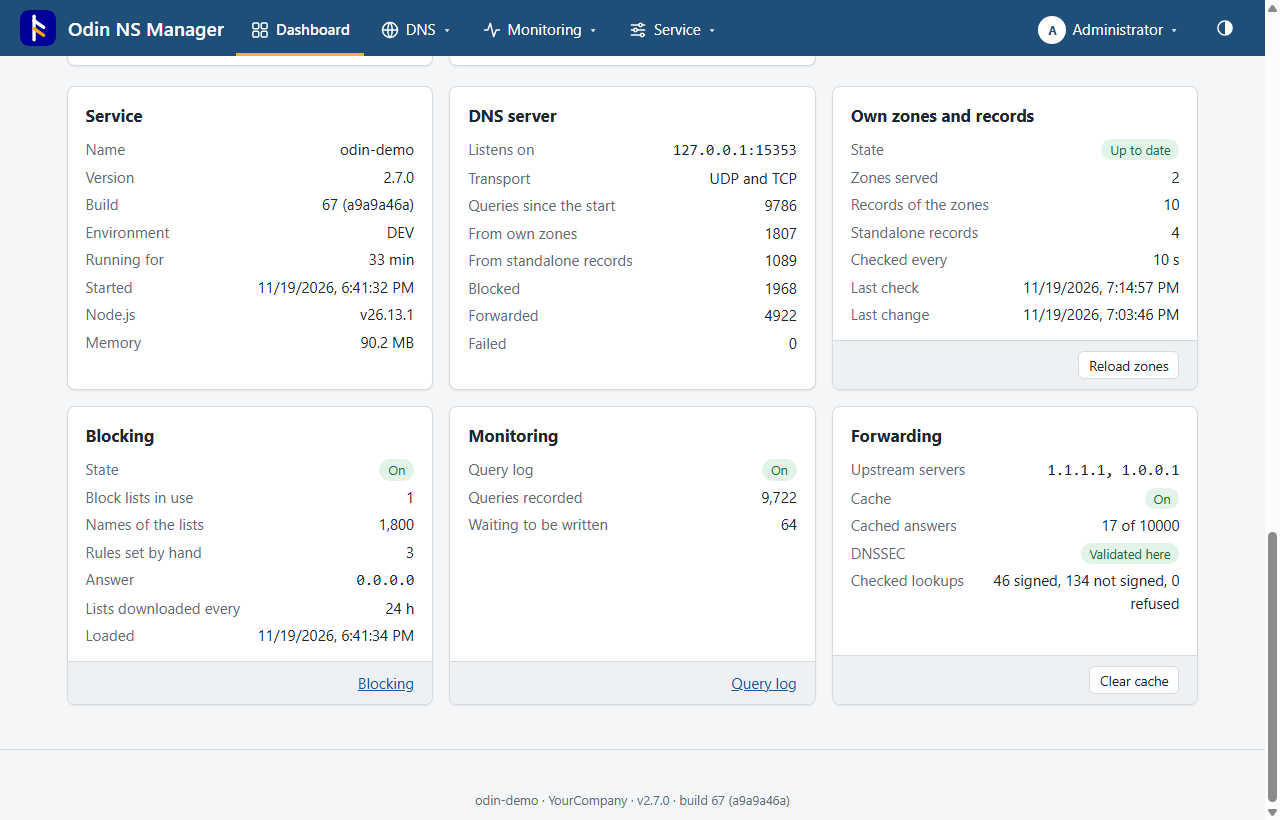 Odin NS Manager
Dashboard
DNS
Monitoring
Service
A
Administrator
Service
Name odin-demo
Version 2.7.0
Build 67 (a9a9a46a)
Environment DEV
Running for 33 min
Started 11/19/2026, 6:41:32 PM
Node.js v26.13.1
Memory 90.2 MB
DNS server
Listens on 127.0.0.1:15353
Transport UDP and TCP
Queries since the start 9786
From own zones 1807
From standalone records 1089
Blocked 1968
Forwarded 4922
Failed 0
Own zones and records
State Up to date
Zones served 2
Records of the zones 10
Standalone records 4
Checked every 10 s
Last check 11/19/2026, 7:14:57 PM
Last change 11/19/2026, 7:03:46 PM
Reload zones
Blocking
State On
Block lists in use 1
Names of the lists 1,800
Rules set by hand 3
Answer 0.0.0.0
Lists downloaded every 24 h
Loaded 11/19/2026, 6:41:34 PM
Blocking
Monitoring
Query log On
Queries recorded 9,722
Waiting to be written 64
Query log
Forwarding
Upstream servers 1.1.1.1, 1.0.0.1
Cache On
Cached answers 17 of 10000
DNSSEC Validated here
Checked lookups 46 signed, 134 not signed, 0
refused
Clear cache
odin-demo · YourCompany · v2.7.0 · build 67 (a9a9a46a)